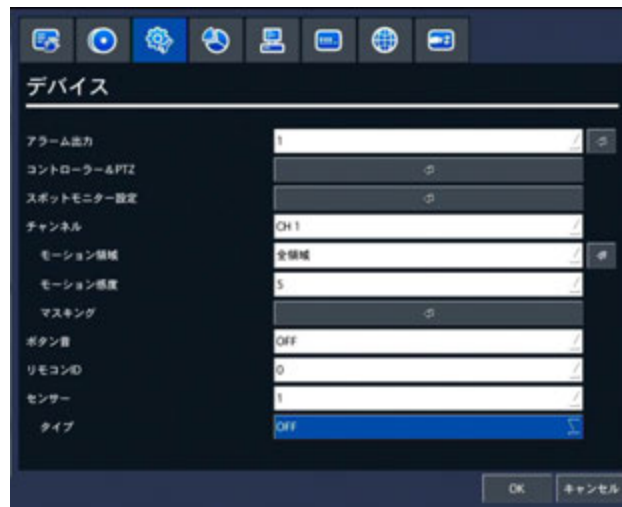 デバイス
アラーム出力 1
コントローラー&PTZ
スポットモニター設定
チャンネル CH 1
モーション領域 全領域
モーション感度 5
マスキング
ボタン音 OFF
リモコンID 0
センサー 1
タイプ OFF
OK キャンセル